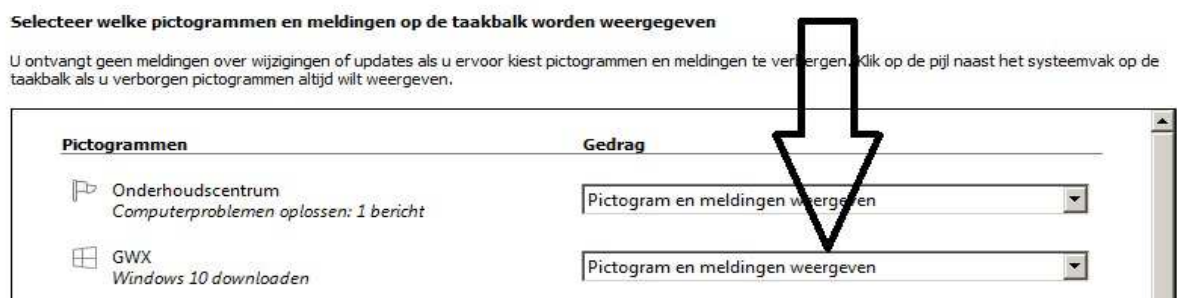 Selecteer welke pictogrammen en meldingen op de taakbalk worden weergegeven
U ontvangt geen meldingen over wijzigingen of updates als u ervoor kiest pictogrammen en meldingen te verbergen. Klik op de pijl naast het systeemvak op de
taakbalk als u verborgen pictogrammen altijd wilt weergeven.
Pictogrammen Gedrag
Onderhoudscentrum
Computerproblemen oplossen: 1 bericht
Pictogram en meldingen weergeven
GWX
Windows 10 downloaden
Pictogram en meldingen weergeven